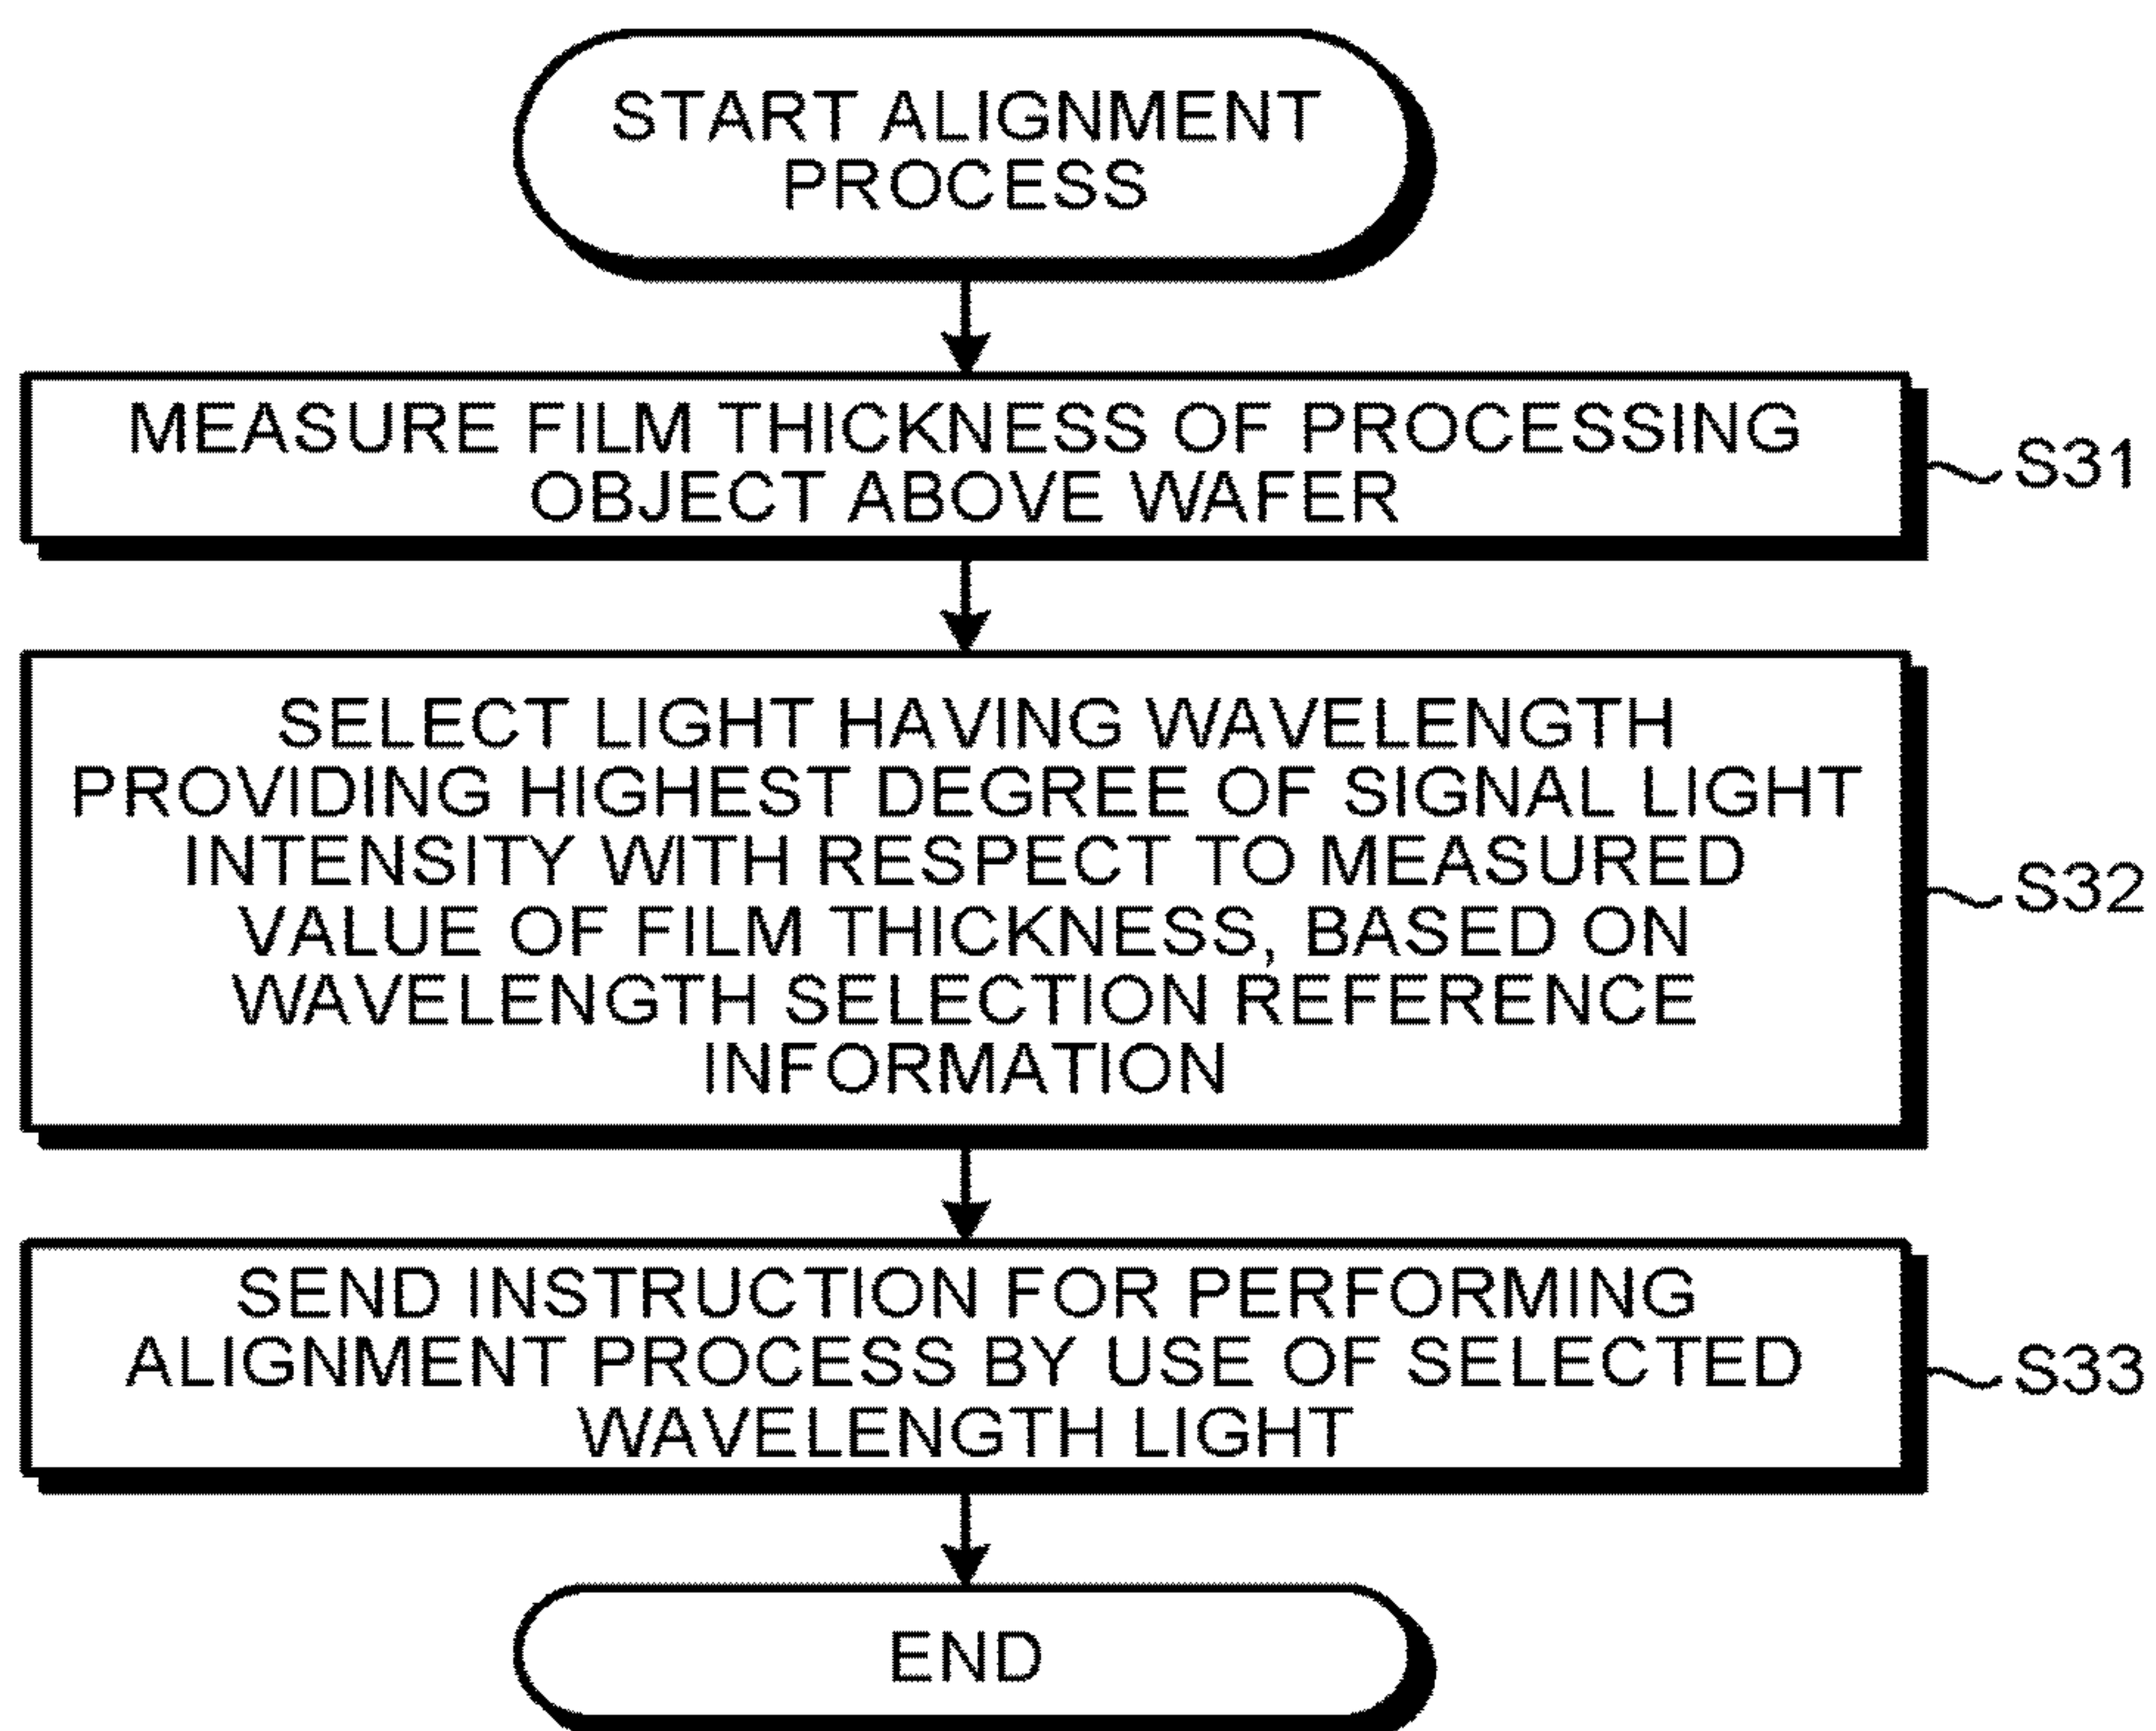 START ALIGNMENT
PROCESS
MEASURE FILM THICKNESS OF PROCESSING
OBJECT ABOVE WAFER
S31
SELECT LIGHT HAVING WAVELENGTH
PROVIDING HIGHEST DEGREE OF SIGNAL LIGHT
INTENSITY WITH RESPECT TO MEASURED
VALUE OF FILM THICKNESS, BASED ON
WAVELENGTH SELECTION REFERENCE
INFORMATION
S32
SEND INSTRUCTION FOR PERFORMING
ALIGNMENT PROCESS BY USE OF SELECTED
WAVELENGTH LIGHT
S33
END